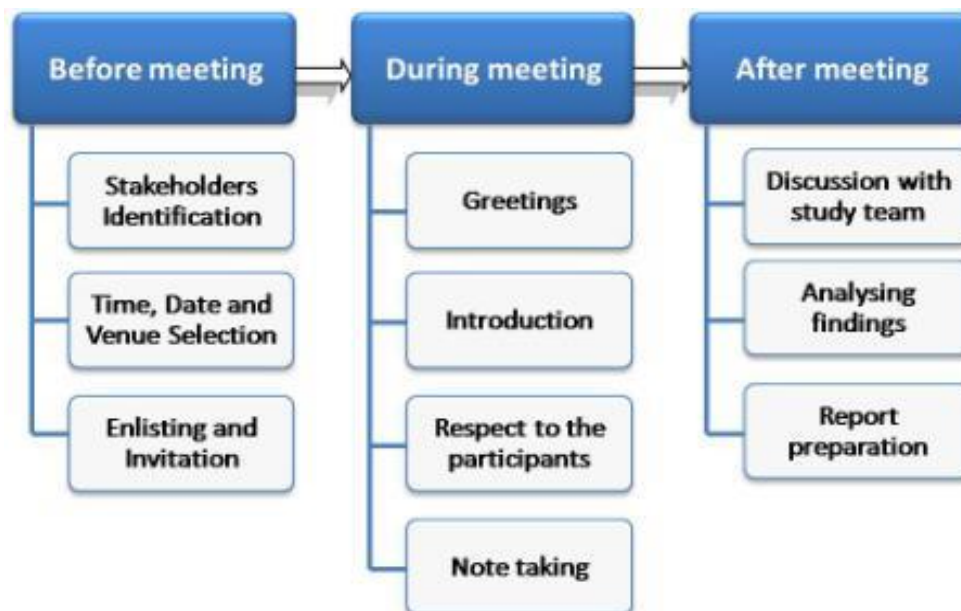 Before meeting
Stakeholders
Identification
Time, Date and
Venue Selection
Enlisting and
Invitation
During meeting
Greetings
Introduction
Respect to the
participants
Note taking
After meeting
Discussion with
study team
Analysing
findings
Report
preparation